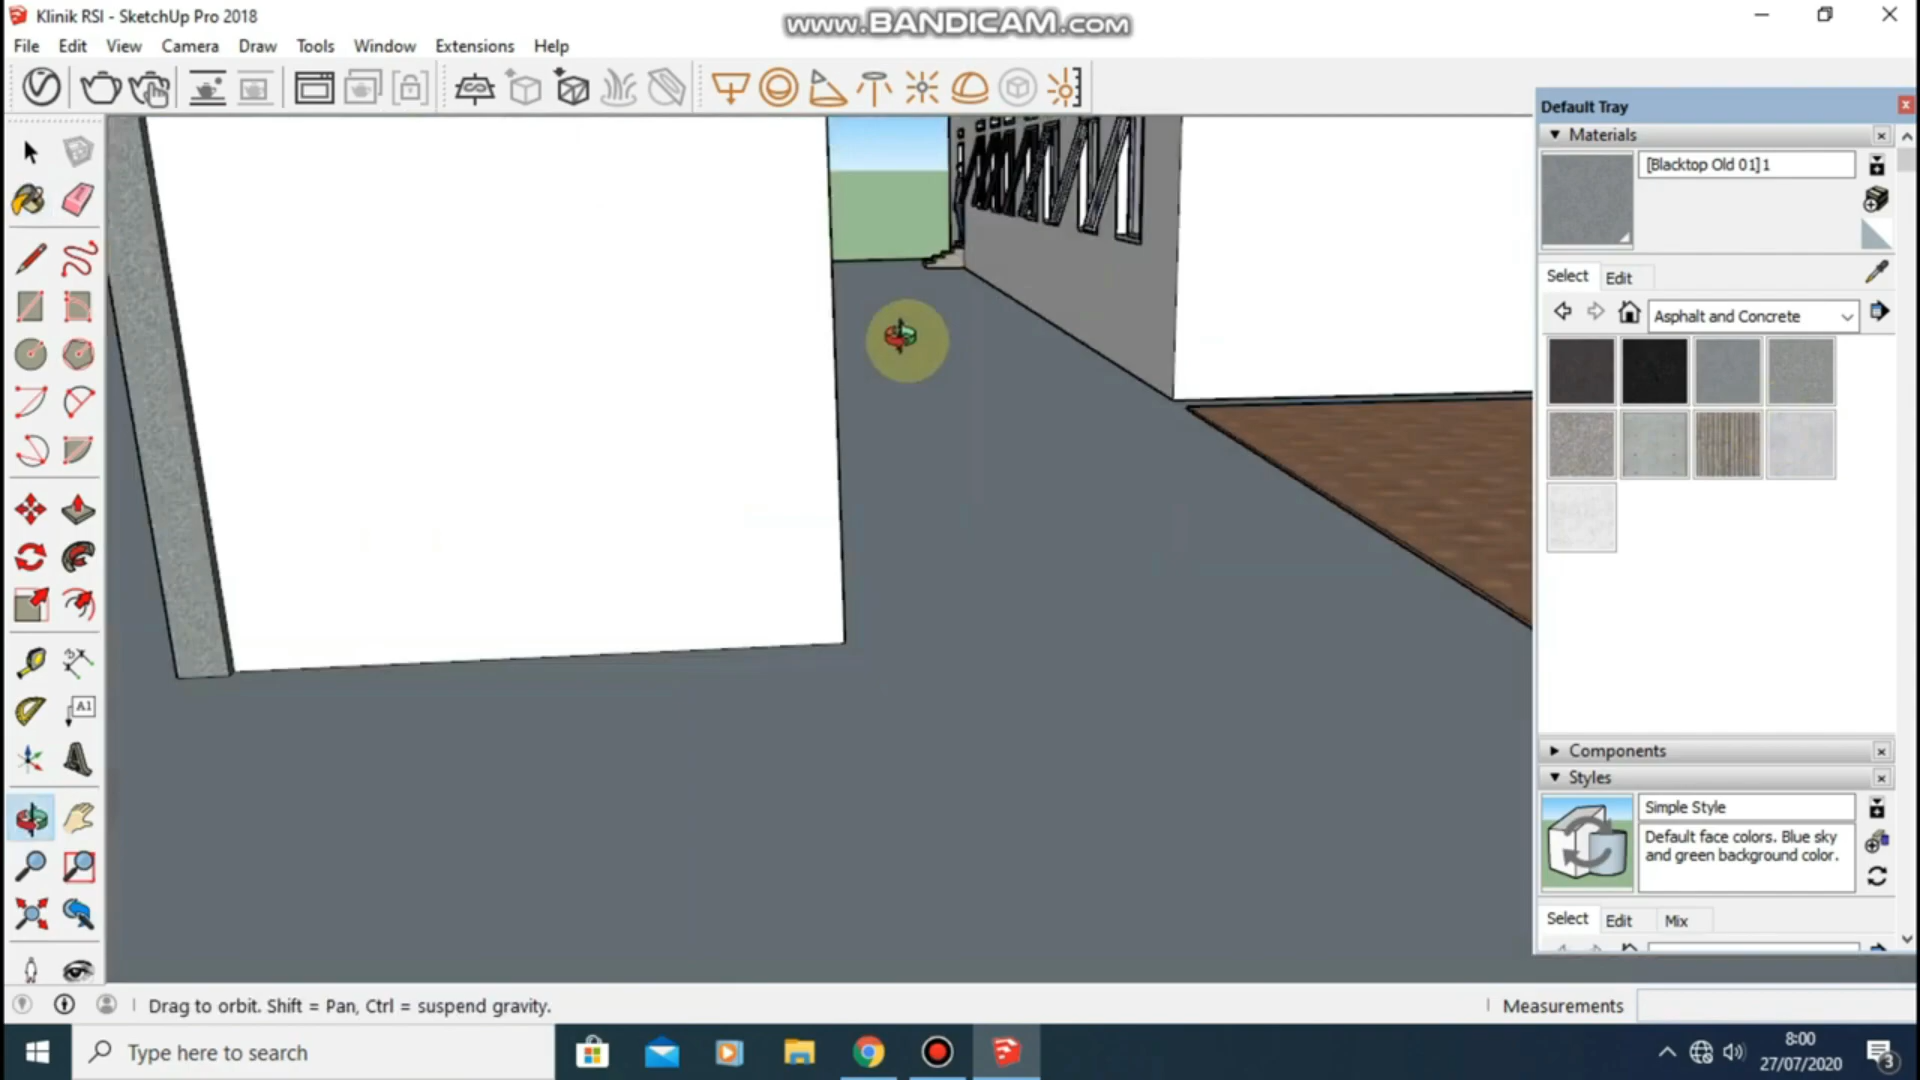 Klinik RSI - SketchUp Pro 2018
www.BANDICAM.com
File Edit View Camera Draw Tools Window Extensions Help
Default Tray
Materials
[Blacktop Old 01]1
Select Edit
Asphalt and Concrete
A1
Components
Styles
Simple Style
Default face colors. Blue sky
and green background color.
Select Edit Mix
Drag to orbit. Shift = Pan, Ctrl = suspend gravity.
Measurements
Type here to search
8:00
27/07/2020
3